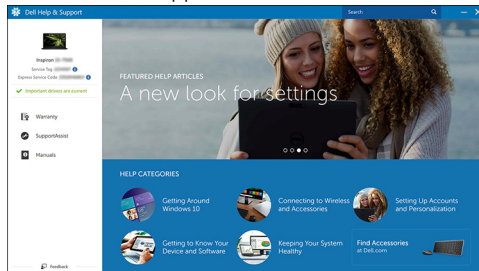 Dell Help & Support
Search
Inspiron
Service Tag
Express Service Code
Important drivers are current
Warranty
SupportAssist
Manuals
Feedback
FEATURED HELP ARTICLES
A new look for settings
HELP CATEGORIES
Getting Around
Windows 10
Connecting to Wireless
and Accessories
Setting Up Accounts
and Personalization
Getting to Know Your
Device and Software
Keeping Your System
Healthy
Find Accessories
at Dell.com